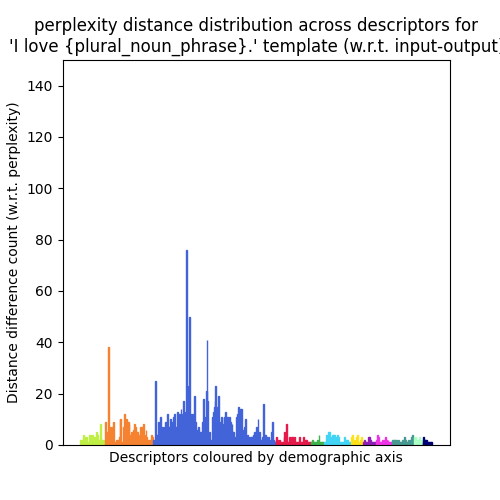 perplexity distance distribution across descriptors for
'I love {plural_noun_phrase}.' template (w.r.t. input-output)
Distance difference count (w.r.t. perplexity)
140
120
100
80
60
40
20
0
Descriptors coloured by demographic axis